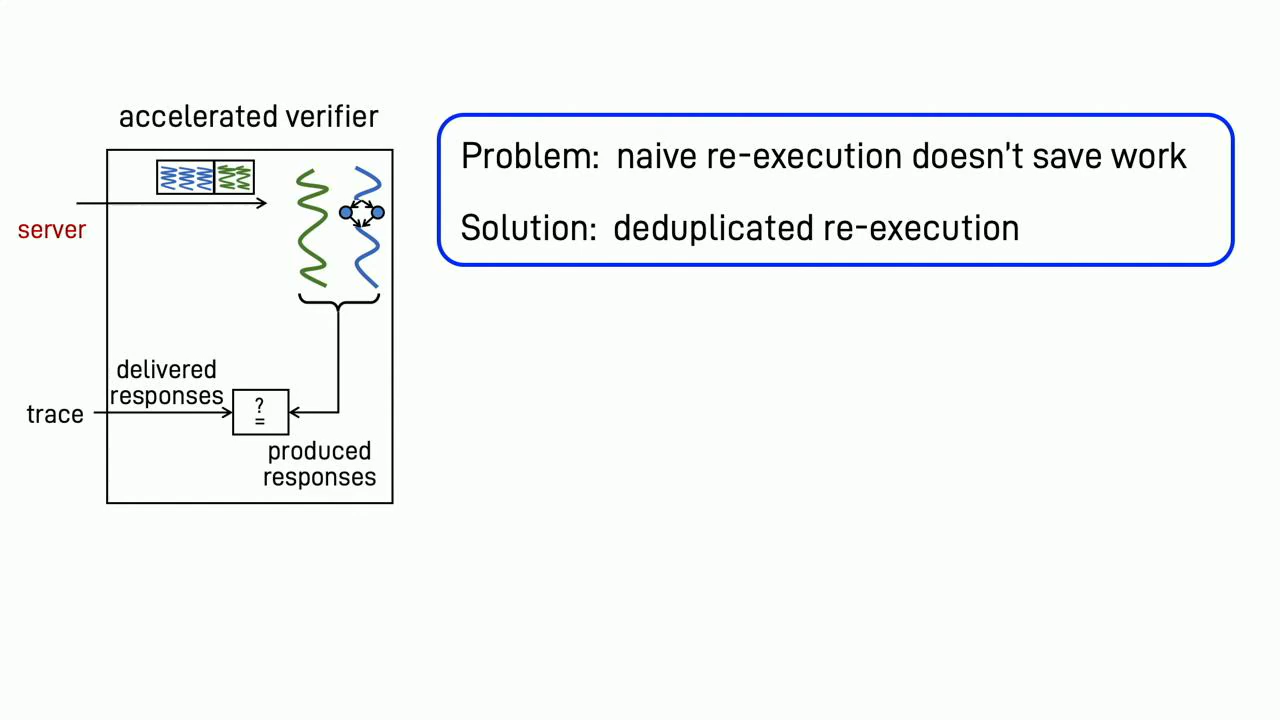 accelerated verifier
server
delivered
responses
trace
?
=
produced
responses
Problem: naive re-execution doesn't save work
Solution: deduplicated re-execution